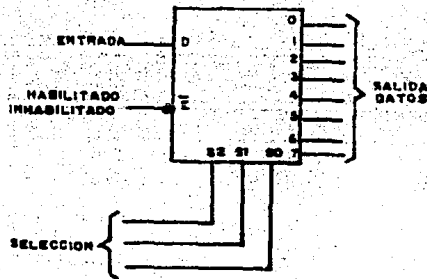 ENTRADA
D
HABILITADO
INHABILITADO
E
0
1
2
3
4
5
6
7
SALIDA
DATOS
S2 S1 S0
SELECCION